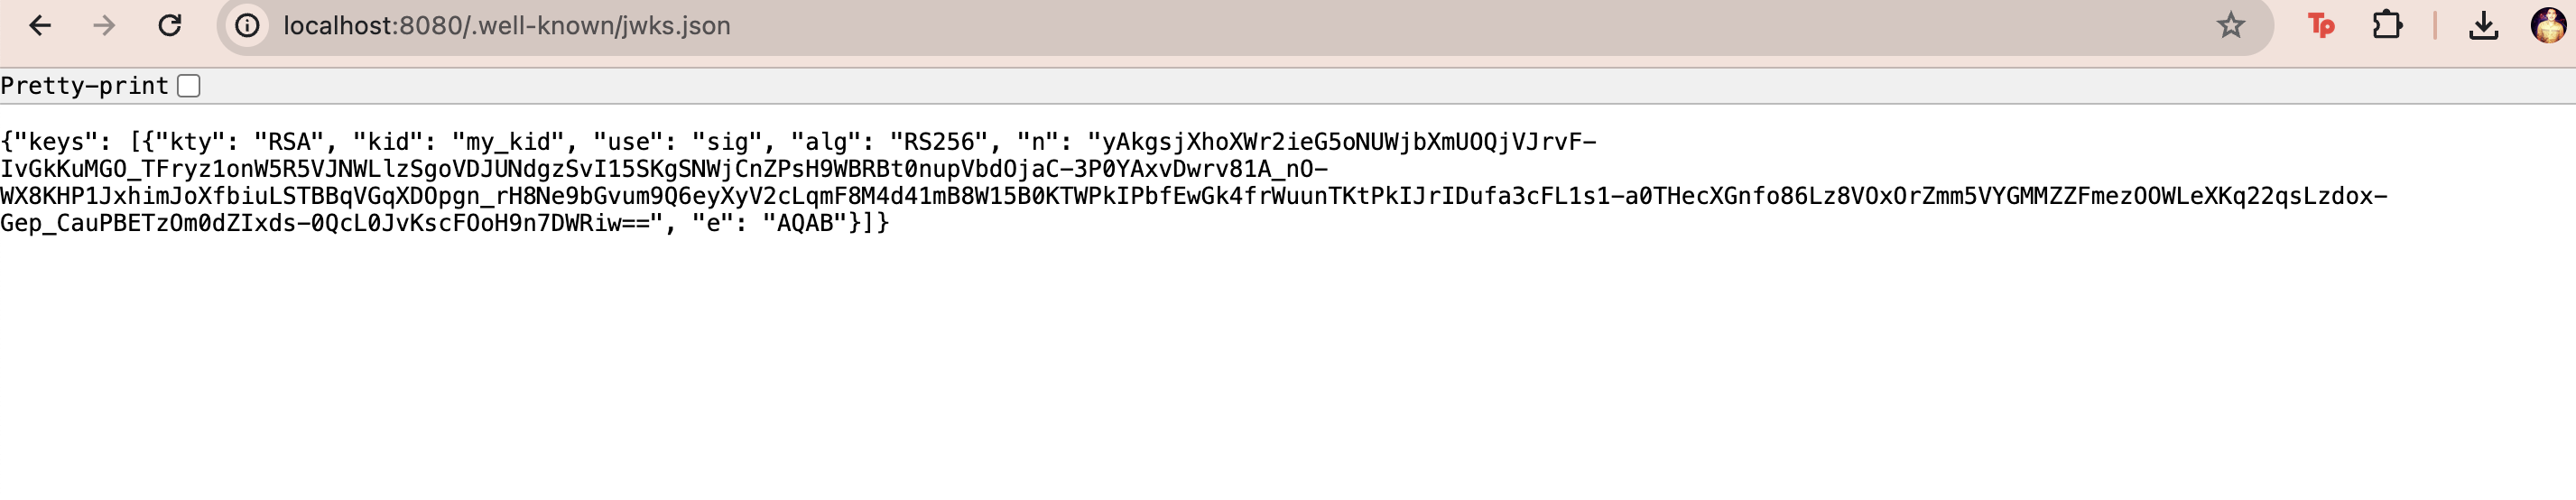 localhost:8080/.well-known/jwks.json
Tp
Pretty-print
{"keys": [{"kty": "RSA", "kid": "my_kid", "use": "sig", "alg": "RS256", "n": "yAkgsjXhoXWr2ieG5oNUWjbXmUOQjVJrvF-
IvGkKuMGO_TFryz1onW5R5VJNWLlzSgoVDJUNdgzSvI15SKgSNWjCnZPsH9WBRBt0nupVbdOjaC-3P0YAxvDwrv81A_nO-
WX8KHP1JxhimJoXfbiuLSTBBqVGqXDOpgn_rH8Ne9bGvum9Q6eyXyV2cLqmF8M4d41mB8W15B0KTWPkIPbfEwGk4frWuunTKtPkIJrIDufa3cFL1s1-a0THecXGnfo86Lz8VOxOrZmm5VYGMMZZFmezOOWLeXKq22qsLzdox-
Gep_CauPBETzOm0dZIxds-0QcL0JvKscFOoH9n7DWRiw==", "e": "AQAB"}]}